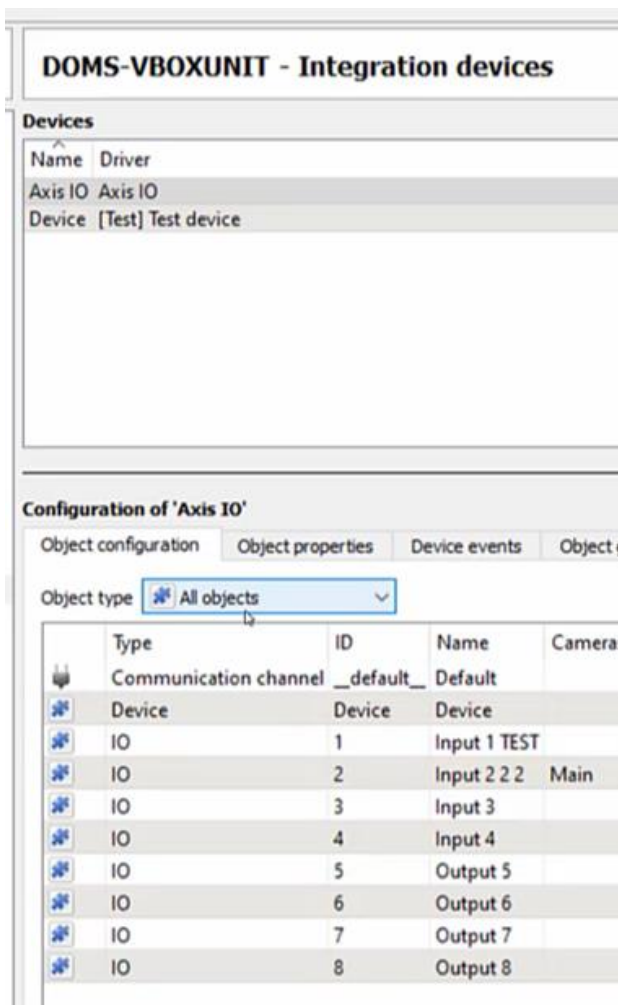 DOMS-VBOXUNIT - Integration devices
Devices
Name Driver
Axis IO Axis IO
Device [Test] Test device
Configuration of 'Axis IO'
Object configuration Object properties Device events Object
Object type All objects
Type ID Name Camera
Communication channel __default__ Default
Device Device Device
IO 1 Input 1 TEST
IO 2 Input 2 2 2 Main
IO 3 Input 3
IO 4 Input 4
IO 5 Output 5
IO 6 Output 6
IO 7 Output 7
IO 8 Output 8